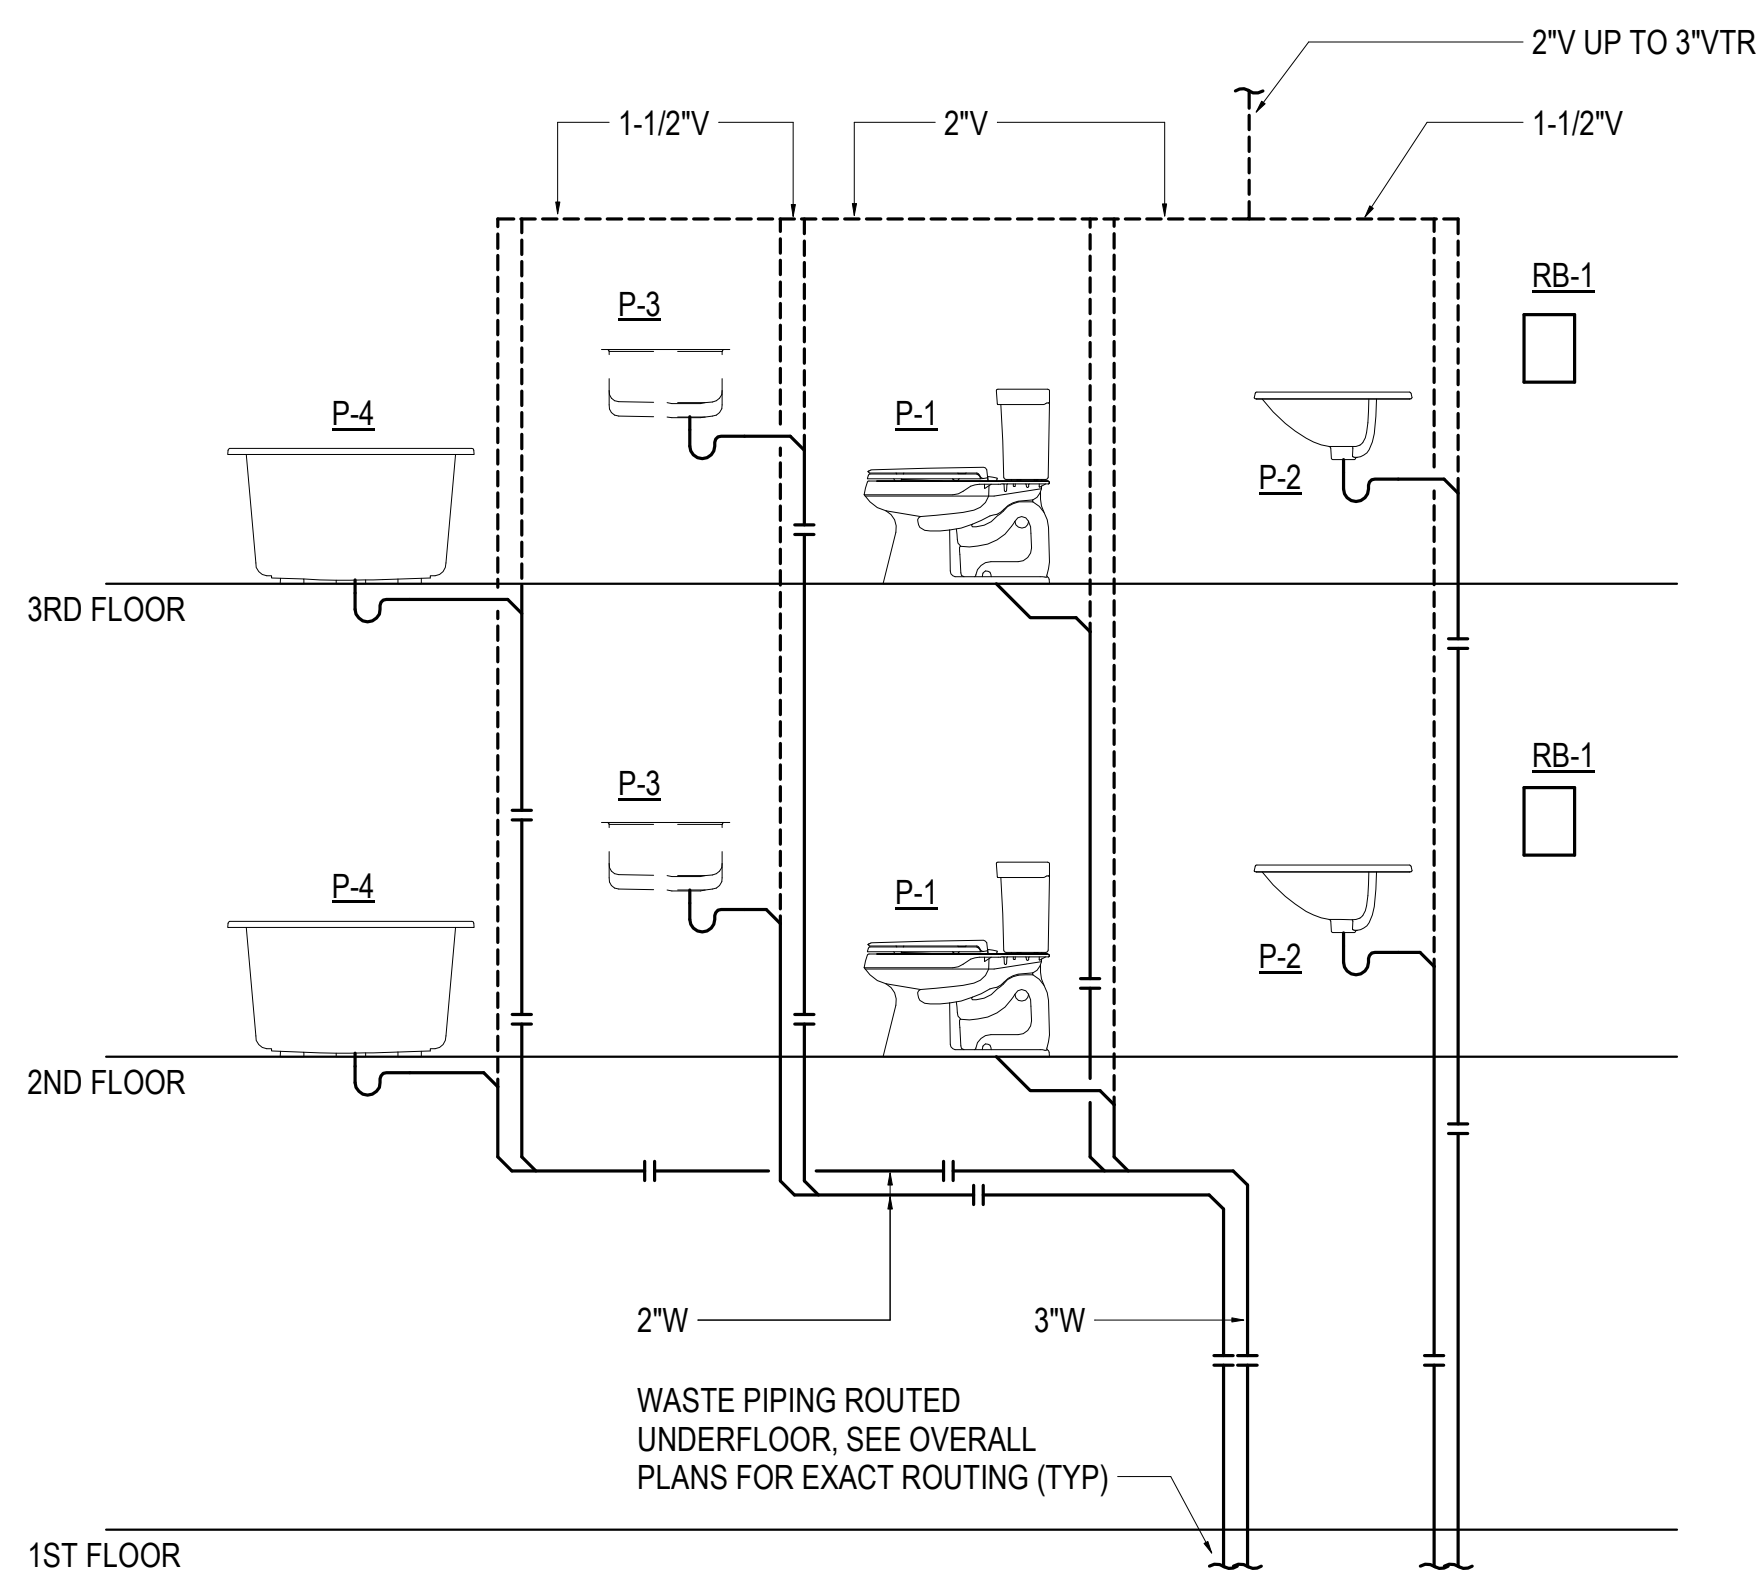 2"V UP TO 3"VTR
1-1/2"V
2"V
1-1/2"V
RB-1
P-3
P-4
P-1
P-2
3RD FLOOR
RB-1
P-3
P-4
P-1
P-2
2ND FLOOR
2"W
3"W
WASTE PIPING ROUTED
UNDERFLOOR, SEE OVERALL
PLANS FOR EXACT ROUTING (TYP)
1ST FLOOR